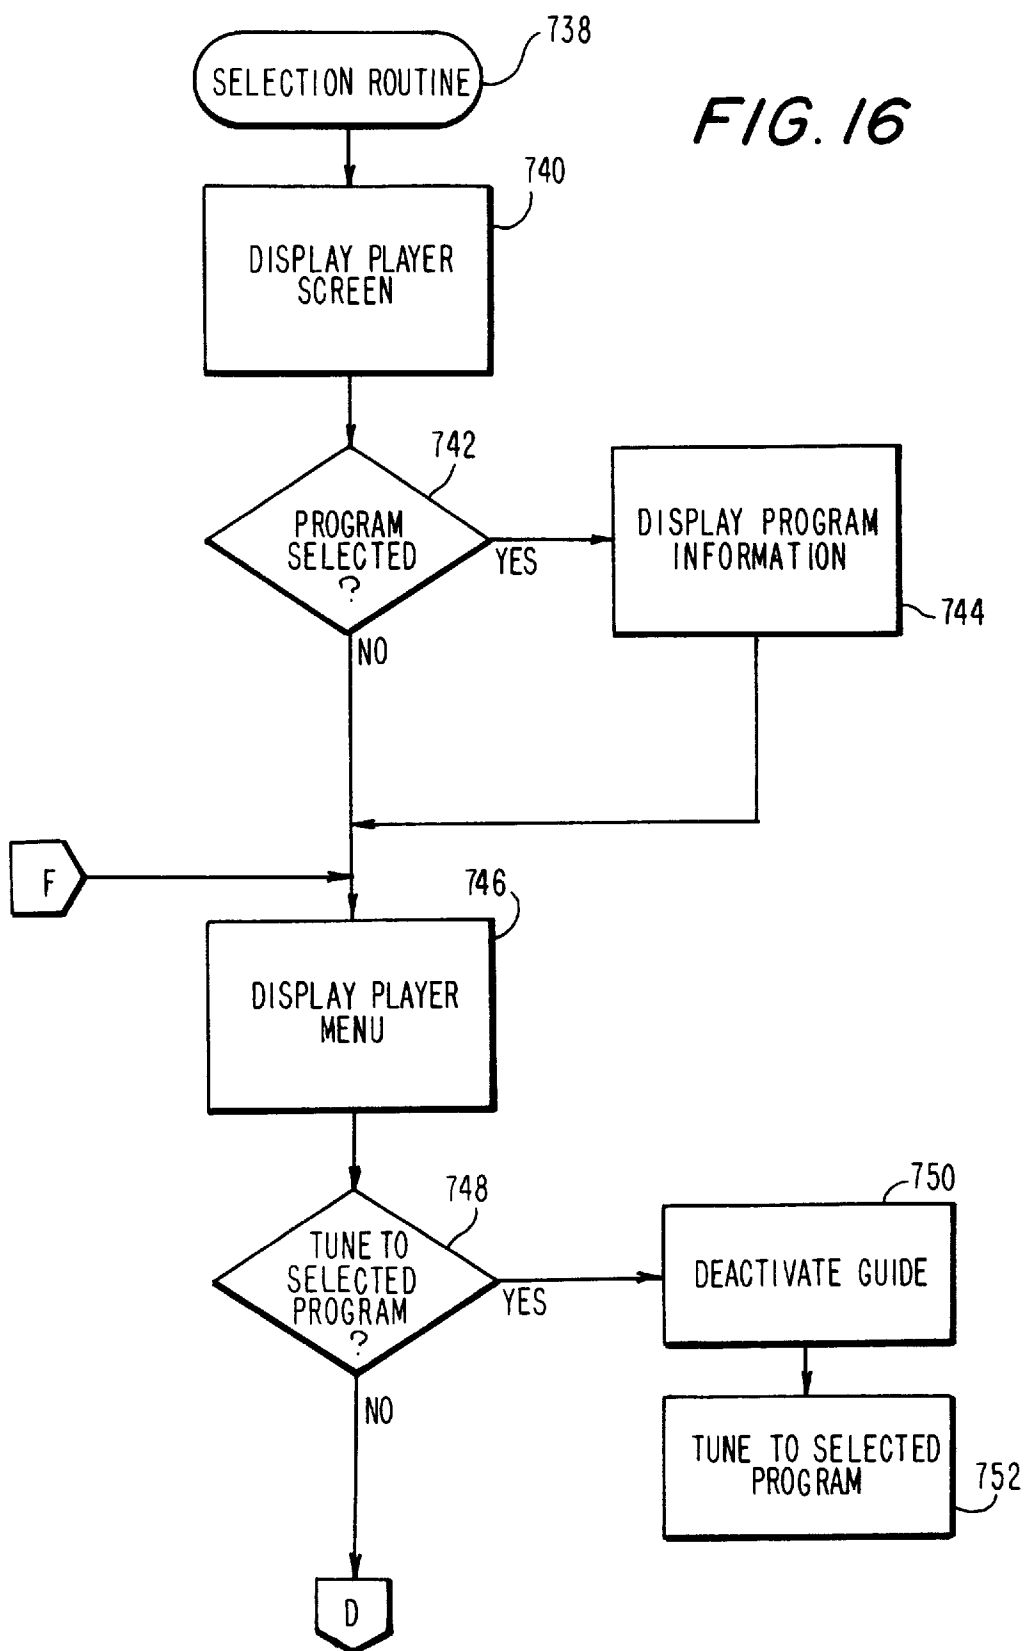 738
SELECTION ROUTINE
FIG. 16
740
DISPLAY PLAYER
SCREEN
742
PROGRAM
SELECTED
?
YES
NO
DISPLAY PROGRAM
INFORMATION
744
F
746
DISPLAY PLAYER
MENU
748
TUNE TO
SELECTED
PROGRAM
?
YES
NO
750
DEACTIVATE GUIDE
TUNE TO SELECTED
PROGRAM
752
D